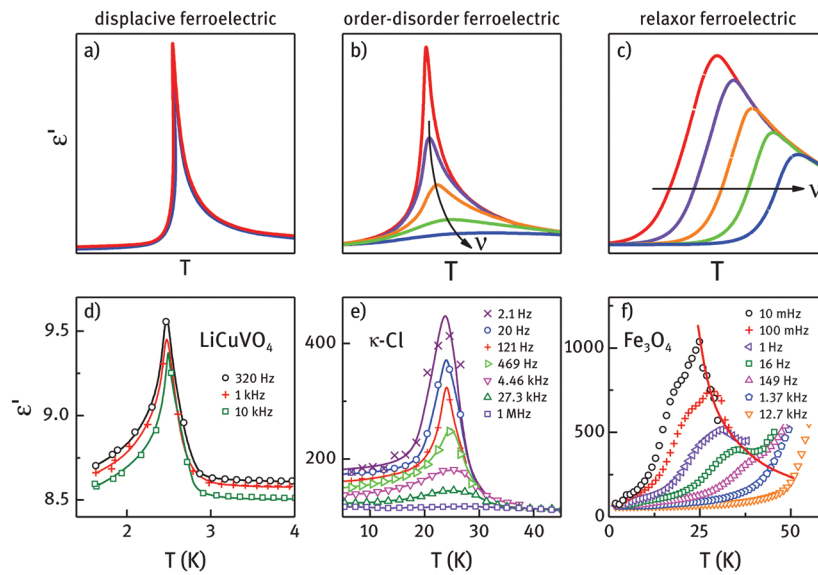 displacive ferroelectric
order-disorder ferroelectric
relaxor ferroelectric
a)
b)
c)
ε'
ν
ν
T
T
T
d)
LiCuVO4
320 Hz
1 kHz
10 kHz
9.5
9.0
8.5
ε'
2
3
4
T (K)
e)
κ-Cl
2.1 Hz
20 Hz
121 Hz
469 Hz
4.46 kHz
27.3 kHz
1 MHz
400
200
10
20
30
40
T (K)
f)
Fe3O4
10 mHz
100 mHz
1 Hz
16 Hz
149 Hz
1.37 kHz
12.7 kHz
1000
500
0
0
25
50
T (K)